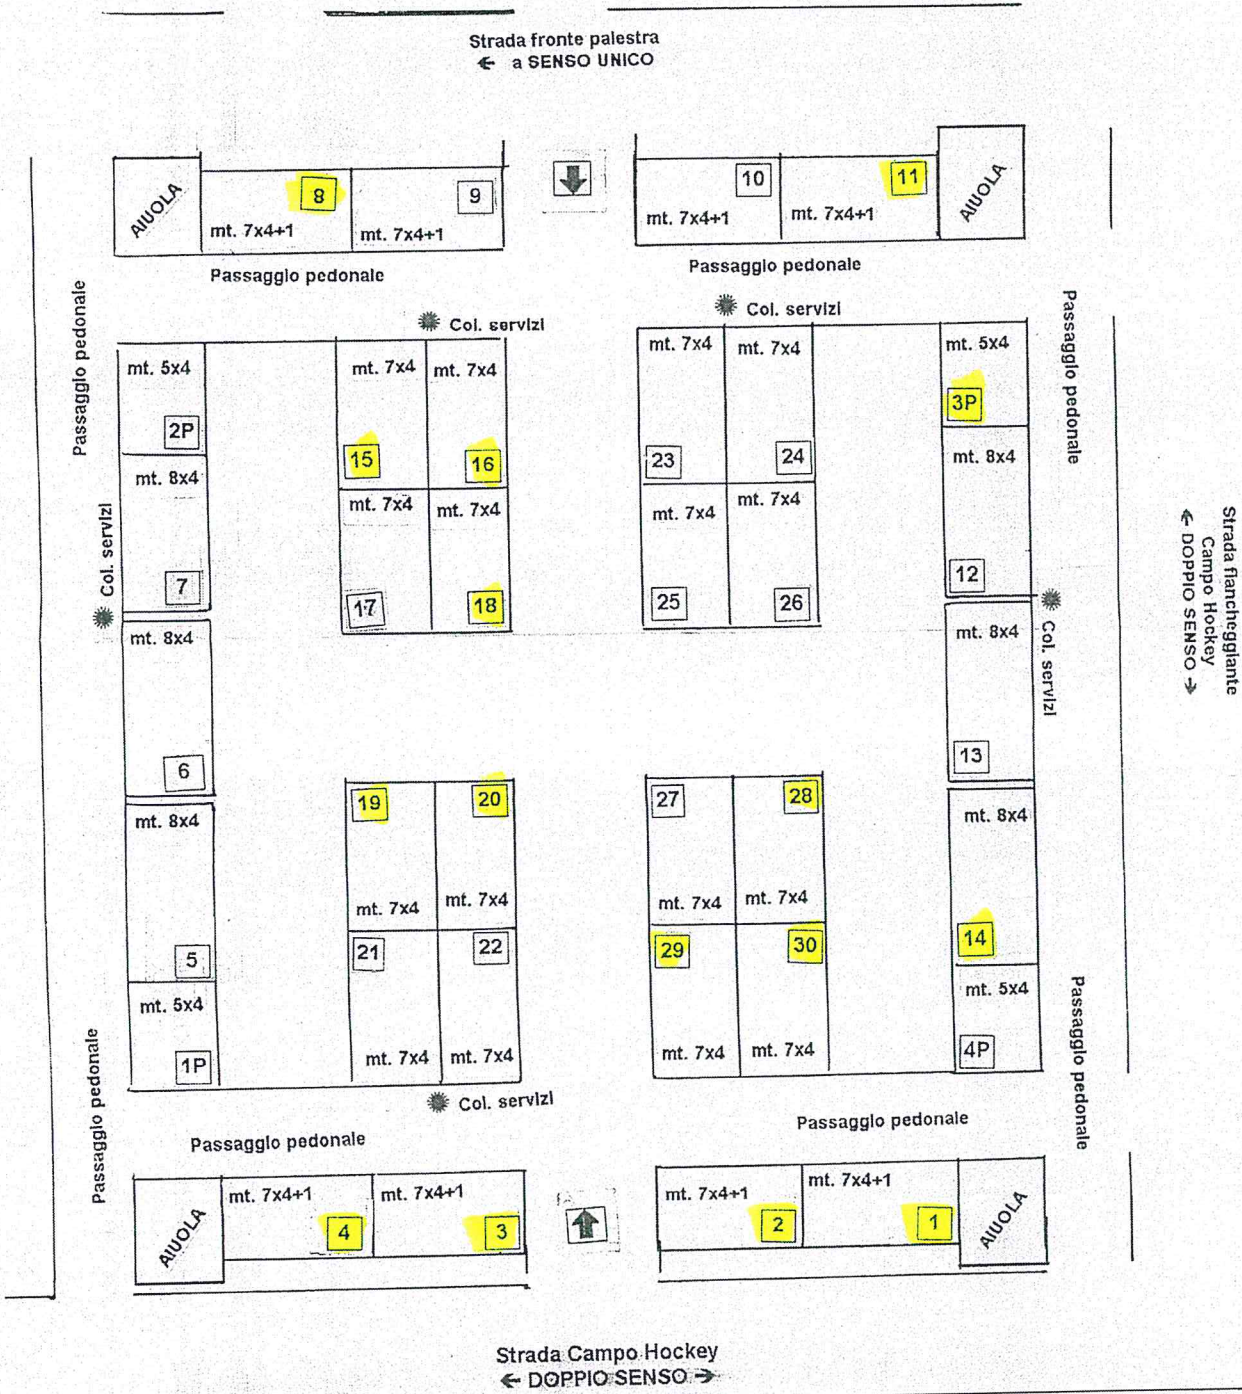 Strada fronte palestra
← a SENSO UNICO
AIUOLA
8
mt. 7x4+1
9
mt. 7x4+1
10
mt. 7x4+1
11
mt. 7x4+1
AIUOLA
Passaggio pedonale
Passaggio pedonale
Passaggio pedonale
Col. servizi
Col. servizi
Passaggio pedonale
mt. 5x4
2P
mt. 8x4
7
Col. servizi
mt. 8x4
6
mt. 8x4
5
mt. 5x4
1P
mt. 7x4
mt. 7x4
15
16
mt. 7x4
mt. 7x4
17
18
mt. 7x4
mt. 7x4
23
24
mt. 7x4
mt. 7x4
25
26
mt. 5x4
3P
mt. 8x4
12
Col. servizi
mt. 8x4
13
mt. 8x4
14
mt. 5x4
4P
Strada fiancheggiante
Campo Hockey
← DOPPIO SENSO →
19
20
mt. 7x4
mt. 7x4
21
22
mt. 7x4
mt. 7x4
27
28
mt. 7x4
mt. 7x4
29
30
mt. 7x4
mt. 7x4
Passaggio pedonale
Passaggio pedonale
Col. servizi
Passaggio pedonale
Passaggio pedonale
AIUOLA
mt. 7x4+1
4
mt. 7x4+1
3
mt. 7x4+1
2
mt. 7x4+1
1
AIUOLA
Strada Campo Hockey
← DOPPIO SENSO →